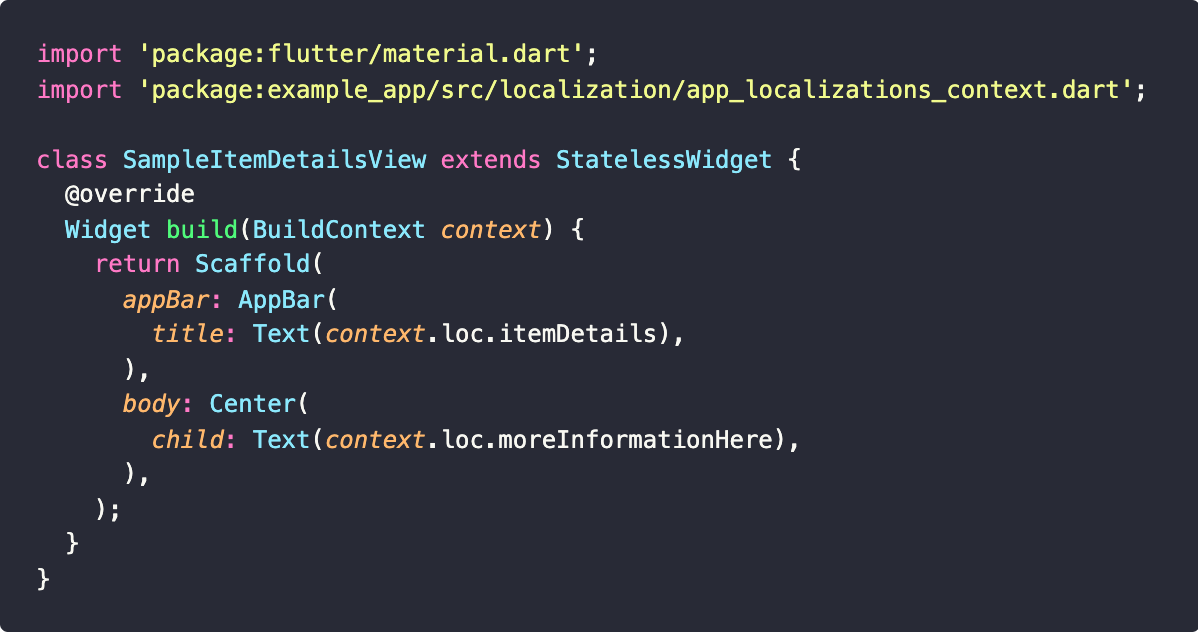 import 'package:flutter/material.dart';
import 'package:example_app/src/localization/app_localizations_context.dart';

class SampleItemDetailsView extends StatelessWidget {
  @override
  Widget build(BuildContext context) {
    return Scaffold(
      appBar: AppBar(
        title: Text(context.loc.itemDetails),
      ),
      body: Center(
        child: Text(context.loc.moreInformationHere),
      ),
    );
  }
}